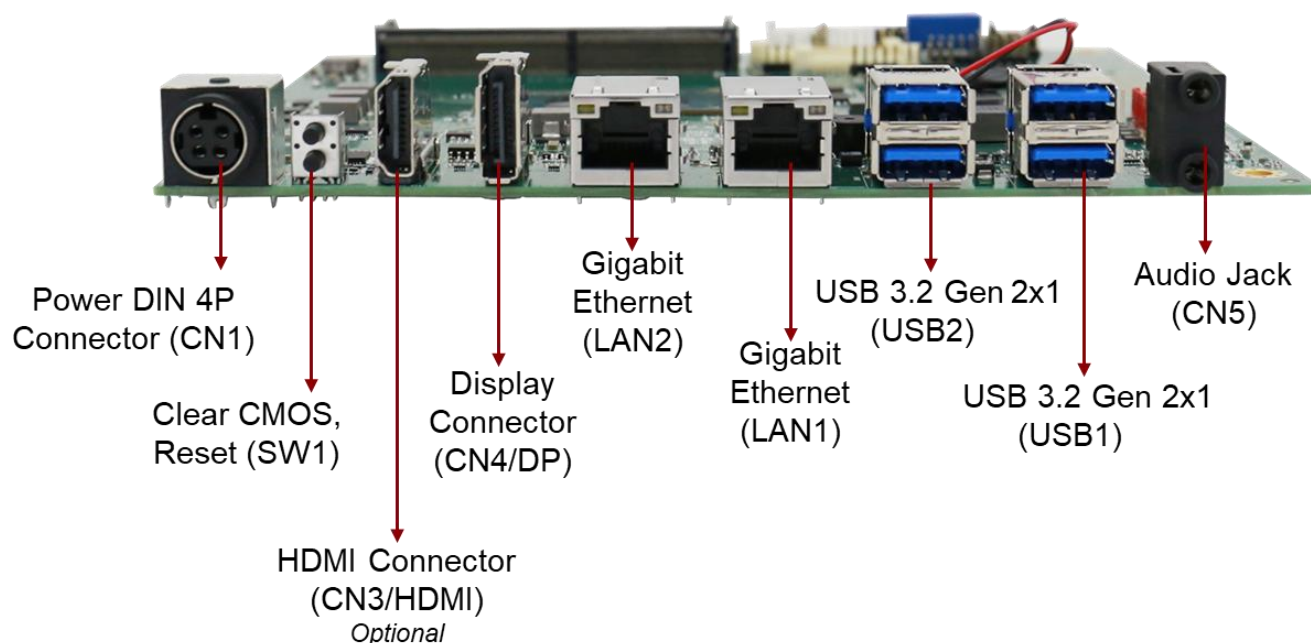 Power DIN 4P
Connector (CN1)
Clear CMOS,
Reset (SW1)
HDMI Connector
(CN3/HDMI)
Optional
Display
Connector
(CN4/DP)
Gigabit
Ethernet
(LAN2)
Gigabit
Ethernet
(LAN1)
USB 3.2 Gen 2x1
(USB2)
USB 3.2 Gen 2x1
(USB1)
Audio Jack
(CN5)